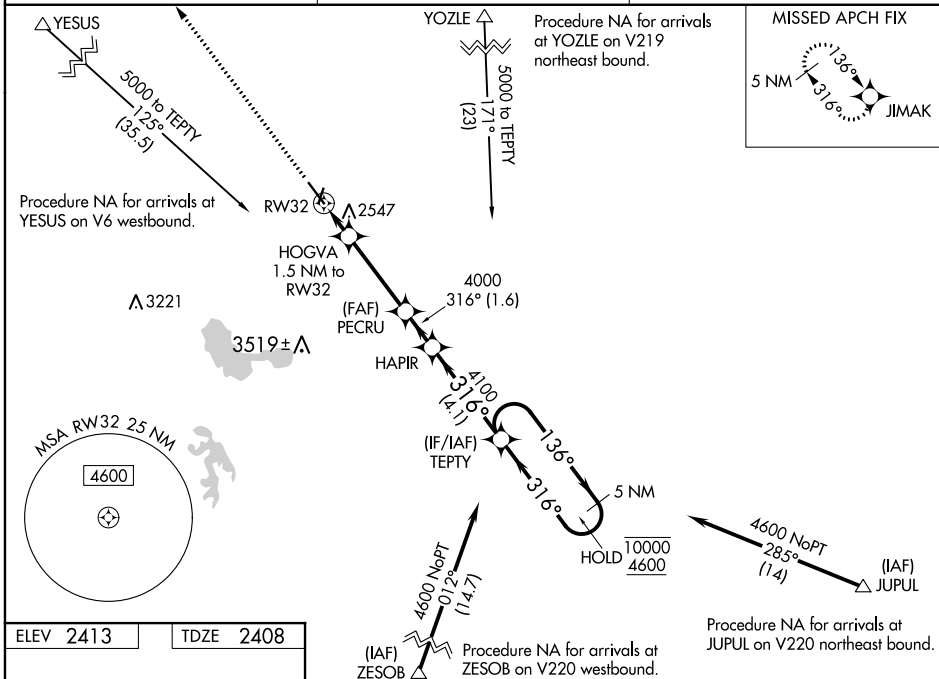 YESUS
5000 to TEPTY
125°
(35.5)
Procedure NA for arrivals at
YESUS on V6 westbound.
YOZLE
5000 to TEPTY
171°
(23)
Procedure NA for arrivals
at YOZLE on V219
northeast bound.
MISSED APCH FIX
5 NM
136°
316°
JIMAK
RW32
2547
HOGVA
1.5 NM to
RW32
3221
3519±
(FAF)
PECRU
4000
316° (1.6)
HAPIR
4100
316°
(4.1)
(IF/IAF)
TEPTY
136°
316°
5 NM
HOLD
10000
4600
MSA RW32 25 NM
4600
4600 NoPT
285°
(14)
(IAF)
JUPUL
Procedure NA for arrivals at
JUPUL on V220 northeast bound.
4600 NoPT
012°
(14.7)
(IAF)
ZESOB
Procedure NA for arrivals at
ZESOB on V220 westbound.
ELEV 2413
TDZE 2408